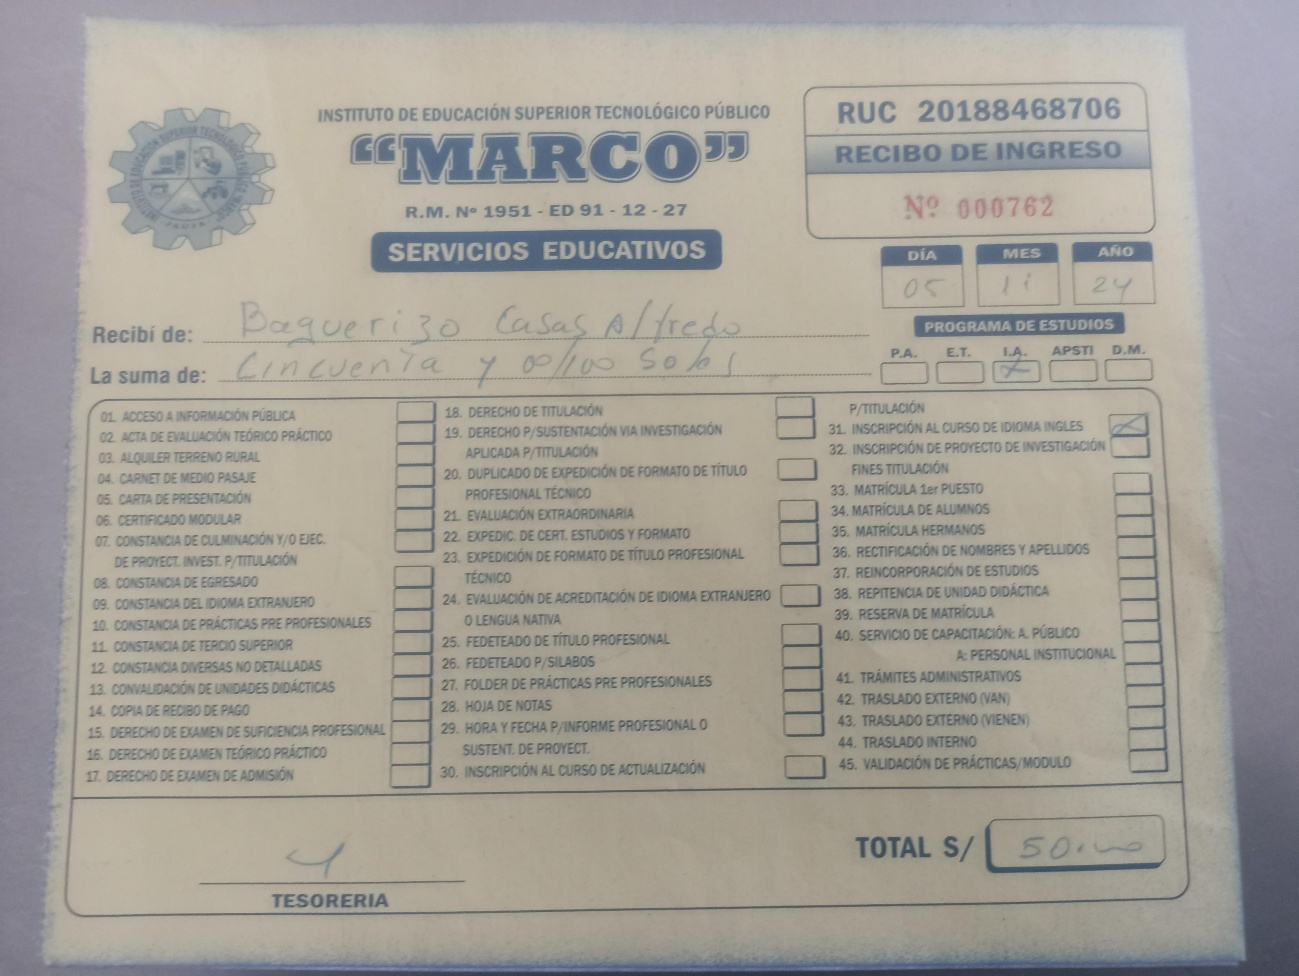 INSTITUTO DE EDUCACIÓN SUPERIOR TECNOLÓGICO PÚBLICO
“MARCO”
R.M. Nº 1951 - ED 91 - 12 - 27
SERVICIOS EDUCATIVOS
RUC 20188468706
RECIBO DE INGRESO
Nº 000762
DÍA MES AÑO
05 11 24
Recibí de: Baquerizo Casas Alfredo
La suma de: Cincuenta y 00/100 Soles
PROGRAMA DE ESTUDIOS
P.A. E.T. I.A. APSTI D.M.
01. ACCESO A INFORMACIÓN PÚBLICA
02. ACTA DE EVALUACIÓN TEÓRICO PRÁCTICO
03. ALQUILER TERRENO RURAL
04. CARNET DE MEDIO PASAJE
05. CARTA DE PRESENTACIÓN
06. CERTIFICADO MODULAR
07. CONSTANCIA DE CULMINACIÓN Y/O EJEC.
DE PROYECT. INVEST. P/TITULACIÓN
08. CONSTANCIA DE EGRESADO
09. CONSTANCIA DEL IDIOMA EXTRANJERO
10. CONSTANCIA DE PRÁCTICAS PRE PROFESIONALES
11. CONSTANCIA DE TERCIO SUPERIOR
12. CONSTANCIA DIVERSAS NO DETALLADAS
13. CONVALIDACIÓN DE UNIDADES DIDÁCTICAS
14. COPIA DE RECIBO DE PAGO
15. DERECHO DE EXAMEN DE SUFICIENCIA PROFESIONAL
16. DERECHO DE EXAMEN TEÓRICO PRÁCTICO
17. DERECHO DE EXAMEN DE ADMISIÓN
18. DERECHO DE TITULACIÓN
19. DERECHO P/SUSTENTACIÓN VIA INVESTIGACIÓN
APLICADA P/TITULACIÓN
20. DUPLICADO DE EXPEDICIÓN DE FORMATO DE TÍTULO
PROFESIONAL TÉCNICO
21. EVALUACIÓN EXTRAORDINARIA
22. EXPEDIC. DE CERT. ESTUDIOS Y FORMATO
23. EXPEDICIÓN DE FORMATO DE TÍTULO PROFESIONAL
TÉCNICO
24. EVALUACIÓN DE ACREDITACIÓN DE IDIOMA EXTRANJERO
O LENGUA NATIVA
25. FEDETEADO DE TÍTULO PROFESIONAL
26. FEDETEADO P/SILABOS
27. FOLDER DE PRÁCTICAS PRE PROFESIONALES
28. HOJA DE NOTAS
29. HORA Y FECHA P/INFORME PROFESIONAL O
SUSTENT. DE PROYECT.
30. INSCRIPCIÓN AL CURSO DE ACTUALIZACIÓN
P/TITULACIÓN
31. INSCRIPCIÓN AL CURSO DE IDIOMA INGLES
32. INSCRIPCIÓN DE PROYECTO DE INVESTIGACIÓN
FINES TITULACIÓN
33. MATRÍCULA 1er PUESTO
34. MATRÍCULA DE ALUMNOS
35. MATRÍCULA HERMANOS
36. RECTIFICACIÓN DE NOMBRES Y APELLIDOS
37. REINCORPORACIÓN DE ESTUDIOS
38. REPITENCIA DE UNIDAD DIDÁCTICA
39. RESERVA DE MATRÍCULA
40. SERVICIO DE CAPACITACIÓN: A. PÚBLICO
A: PERSONAL INSTITUCIONAL
41. TRÁMITES ADMINISTRATIVOS
42. TRASLADO EXTERNO (VAN)
43. TRASLADO EXTERNO (VIENEN)
44. TRASLADO INTERNO
45. VALIDACIÓN DE PRÁCTICAS/MODULO
TESORERIA
TOTAL S/ 50.00